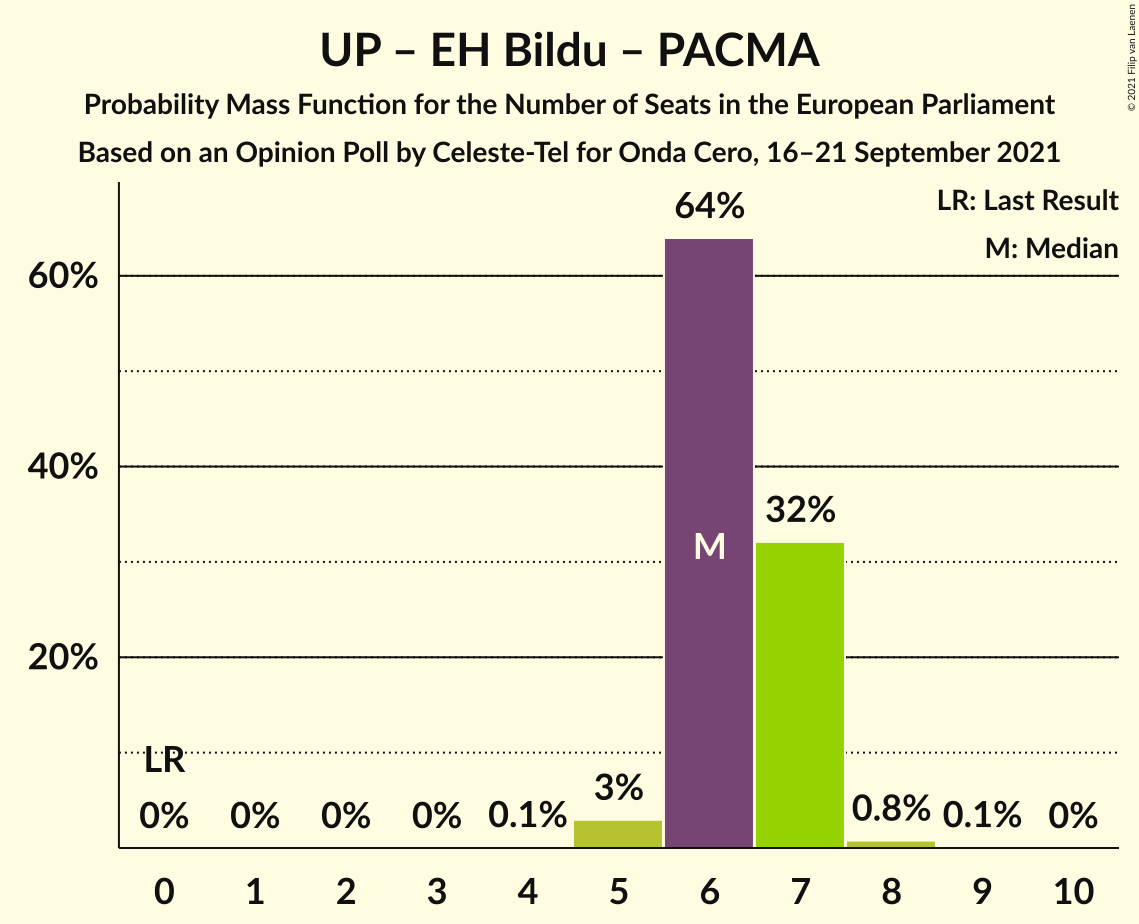 UP – EH Bildu – PACMA
Probability Mass Function for the Number of Seats in the European Parliament
Based on an Opinion Poll by Celeste-Tel for Onda Cero, 16–21 September 2021
© 2021 Filip van Laenen
LR: Last Result
M: Median
60%
40%
20%
64%
32%
M
LR
0%
0%
0%
0%
0.1%
3%
0.8%
0.1%
0%
0 1 2 3 4 5 6 7 8 9 10